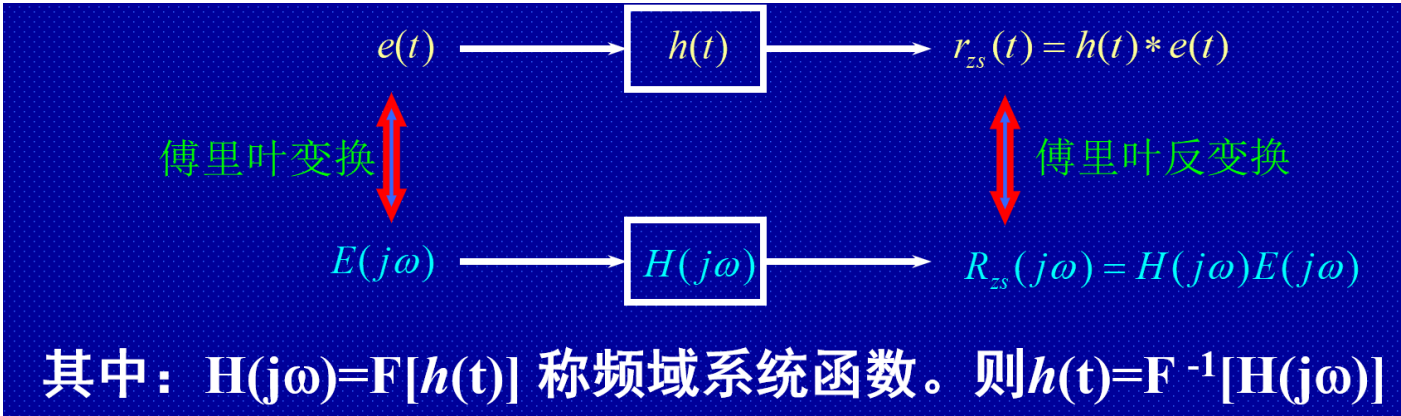 e(t) h(t) r_zs(t) = h(t) * e(t)
傅里叶变换 傅里叶反变换
E(jω) H(jω) R_zs(jω) = H(jω)E(jω)
其中：H(jω)=F[h(t)] 称频域系统函数。则h(t)=F⁻¹[H(jω)]